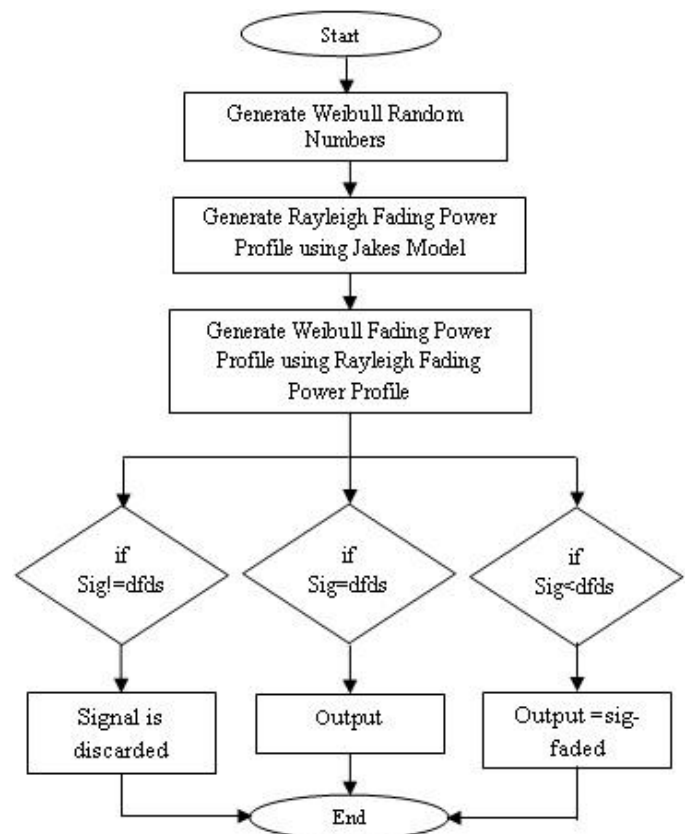 Start
Generate Weibull Random
Numbers
Generate Rayleigh Fading Power
Profile using Jakes Model
Generate Weibull Fading Power
Profile using Rayleigh Fading
Power Profile
if
Sig!=dfds
if
Sig=dfds
if
Sig<dfds
Signal is
discarded
Output
Output =sig-
faded
End